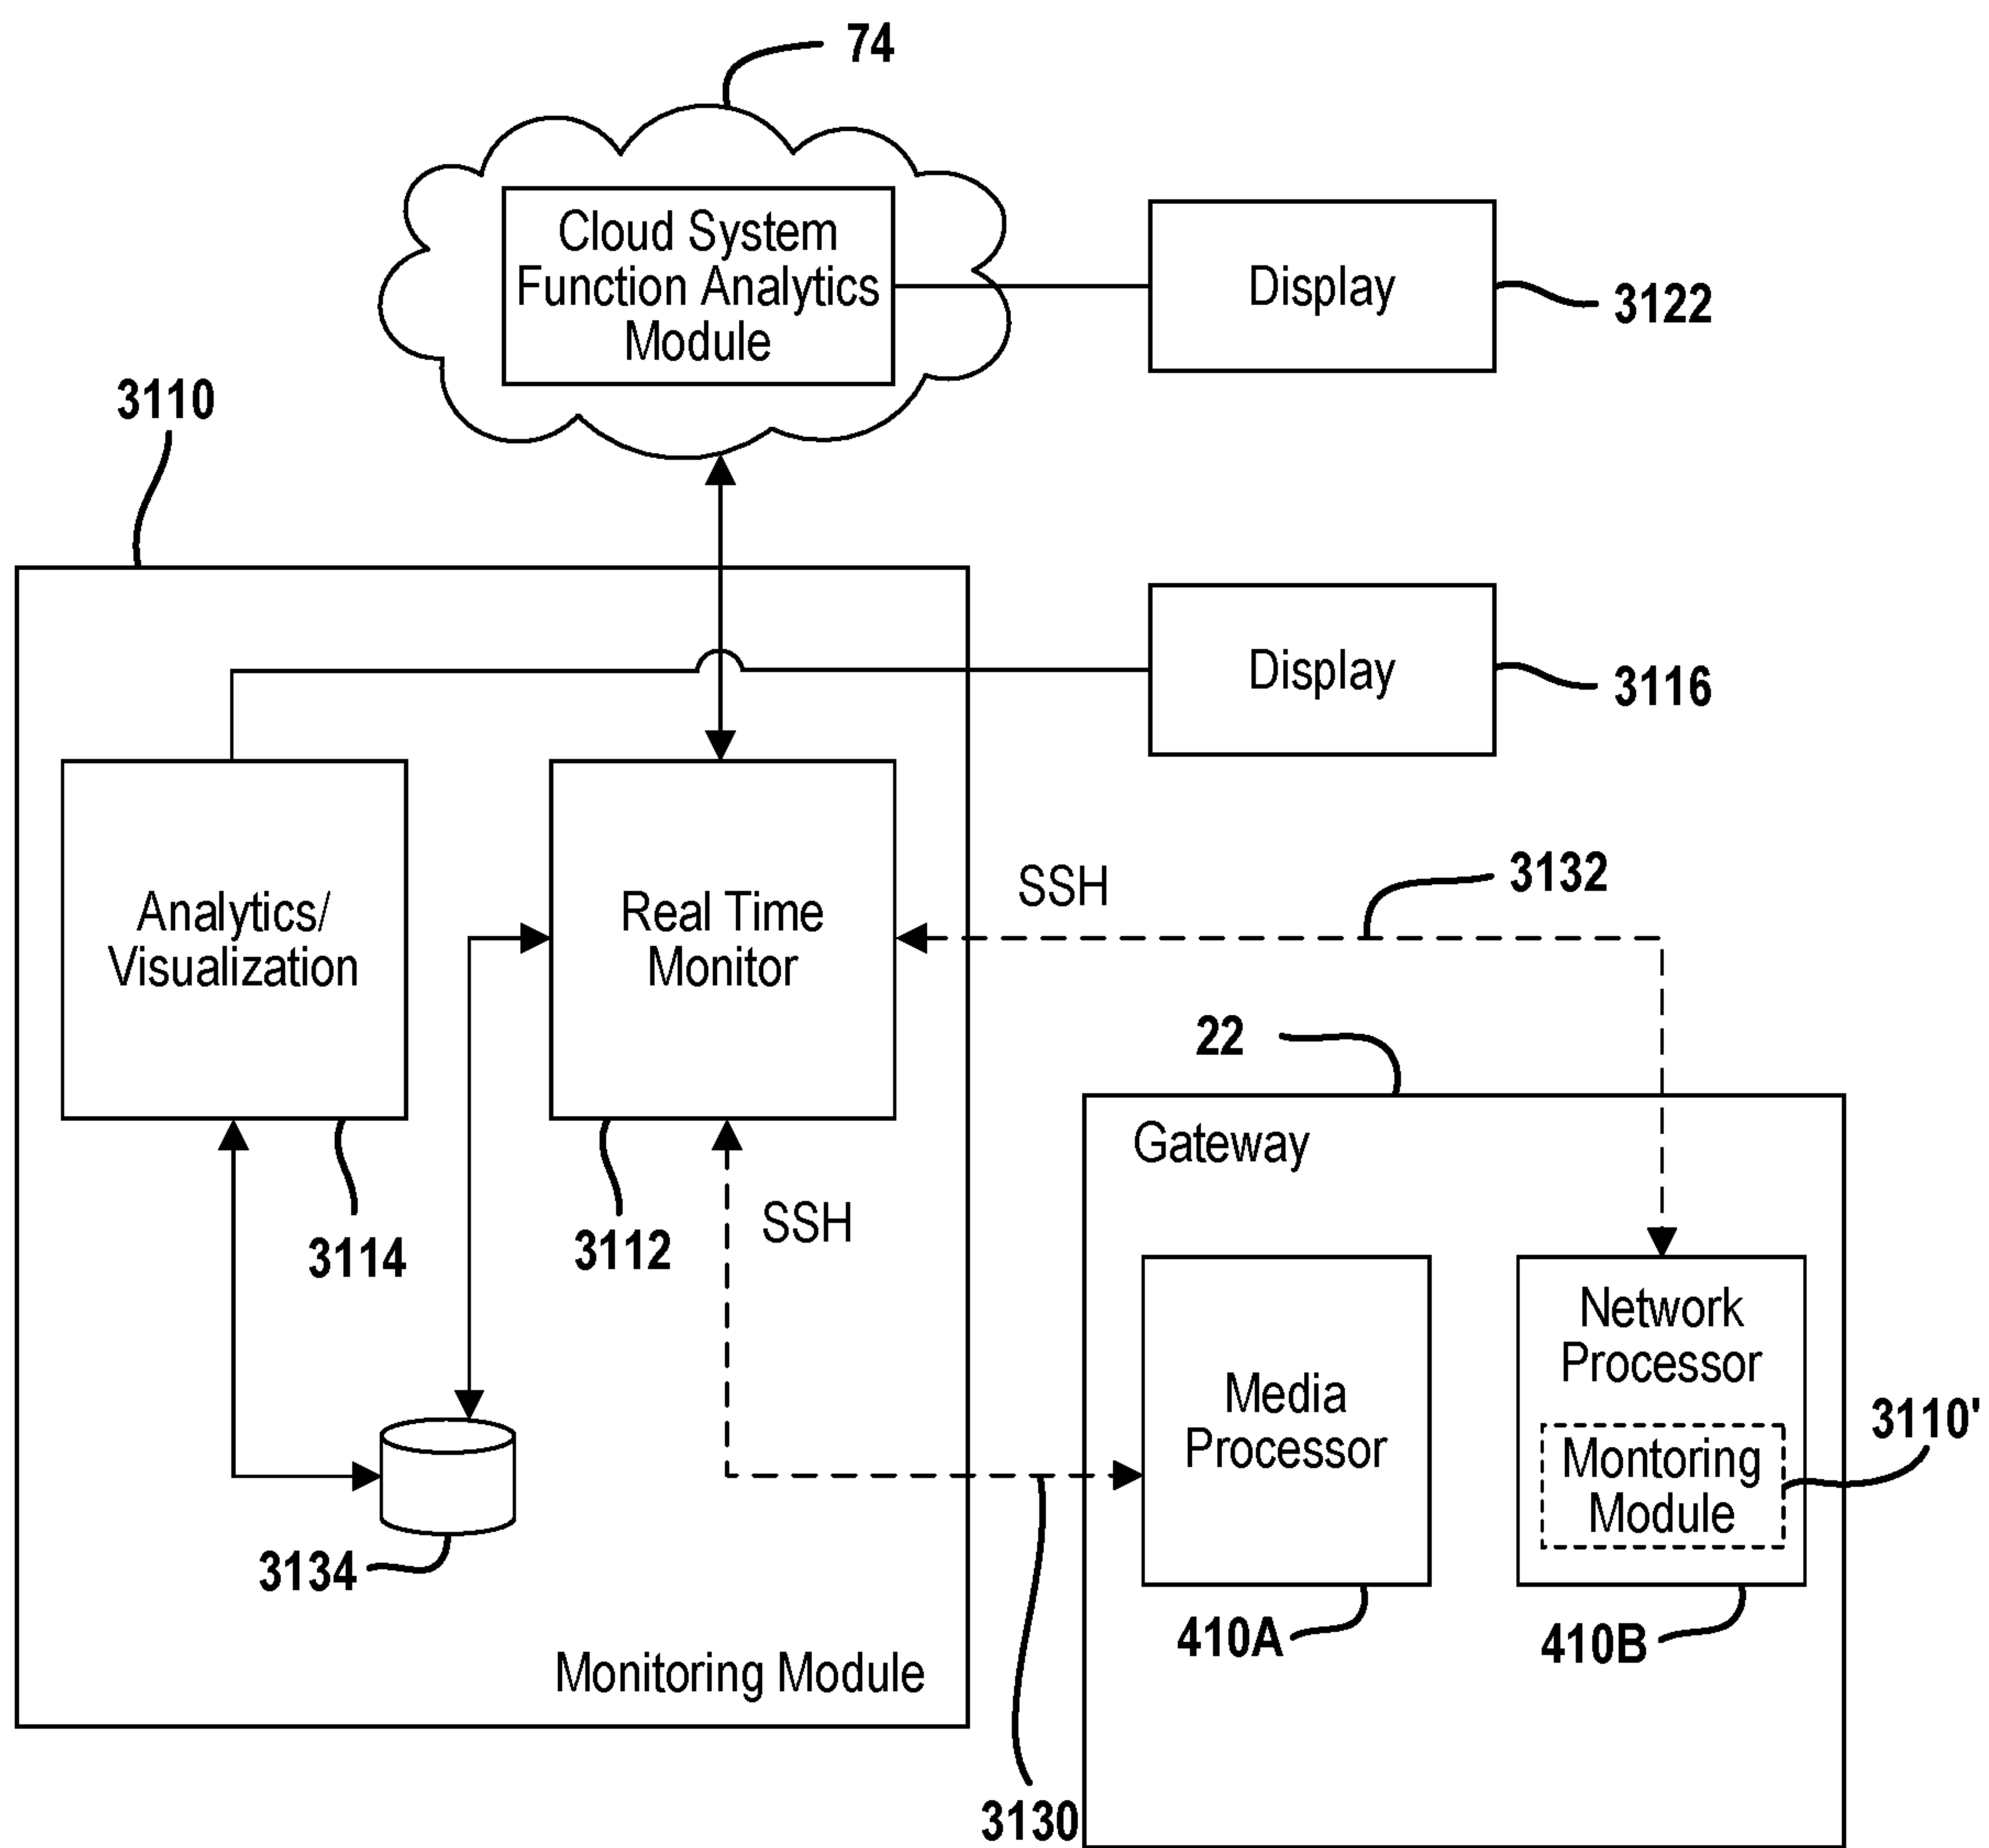 74
Cloud System
Function Analytics
Module
Display
3122
3110
Display
3116
Analytics/
Visualization
Real Time
Monitor
SSH
3132
22
Gateway
3114
3112
SSH
Network
Processor
Media
Processor
Montoring
Module
3110'
3134
410A
410B
Monitoring Module
3130